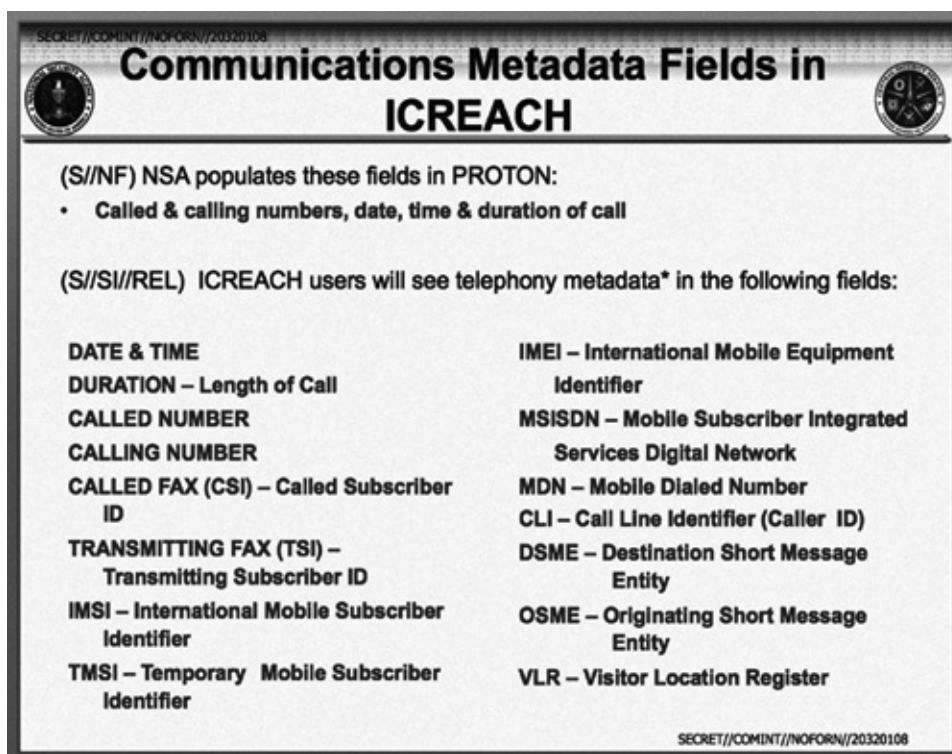 SECRET//COMINT//NOFORN//20320108
Communications Metadata Fields in
ICREACH
(S//NF) NSA populates these fields in PROTON:
• Called & calling numbers, date, time & duration of call
(S//SI//REL) ICREACH users will see telephony metadata* in the following fields:
DATE & TIME
DURATION – Length of Call
CALLED NUMBER
CALLING NUMBER
CALLED FAX (CSI) – Called Subscriber
ID
TRANSMITTING FAX (TSI) –
Transmitting Subscriber ID
IMSI – International Mobile Subscriber
Identifier
TMSI – Temporary Mobile Subscriber
Identifier
IMEI – International Mobile Equipment
Identifier
MSISDN – Mobile Subscriber Integrated
Services Digital Network
MDN – Mobile Dialed Number
CLI – Call Line Identifier (Caller ID)
DSME – Destination Short Message
Entity
OSME – Originating Short Message
Entity
VLR – Visitor Location Register
SECRET//COMINT//NOFORN//20320108